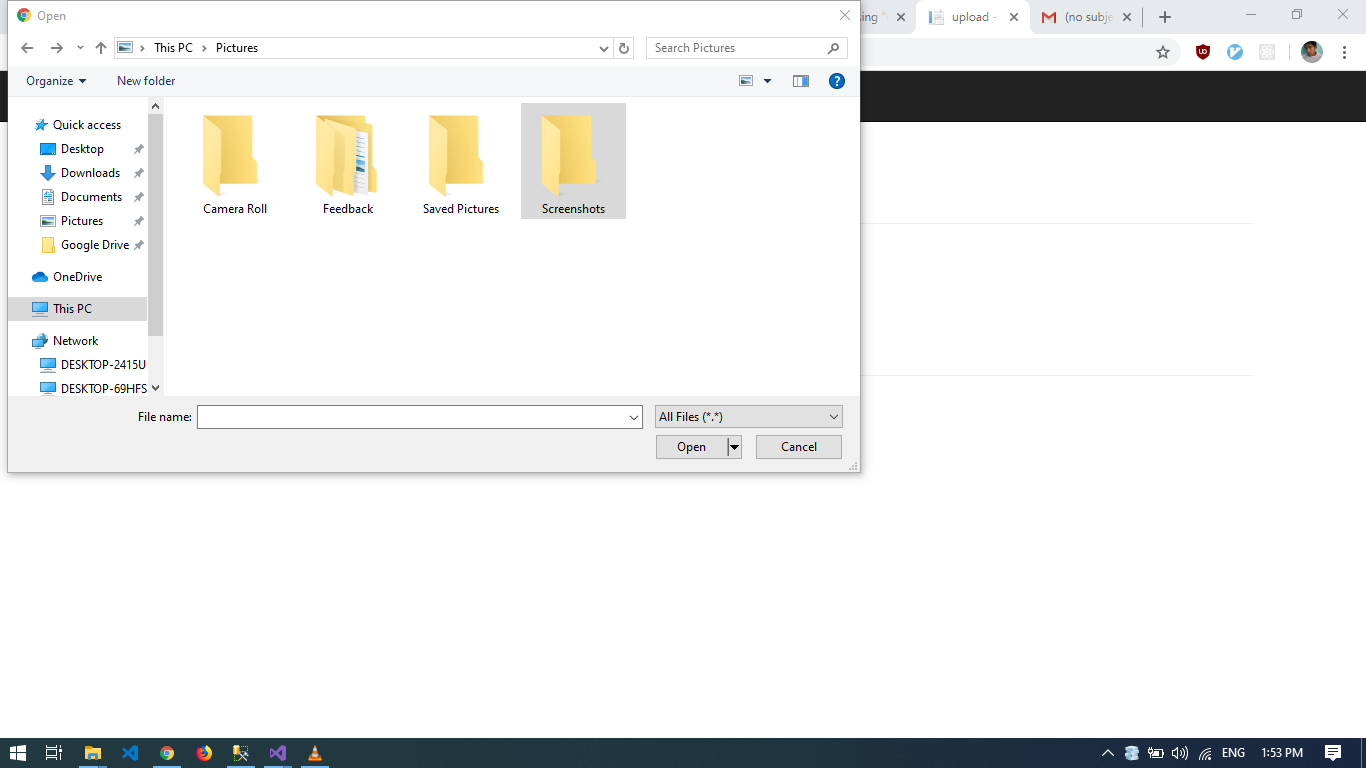 Open
sing "
upload -
(no subje
This PC
Pictures
Search Pictures
Organize
New folder
Quick access
Desktop
Downloads
Documents
Pictures
Google Drive
OneDrive
This PC
Network
DESKTOP-2415U
DESKTOP-69HFS
Camera Roll
Feedback
Saved Pictures
Screenshots
File name:
All Files (*.*)
Open
Cancel
ENG
1:53 PM